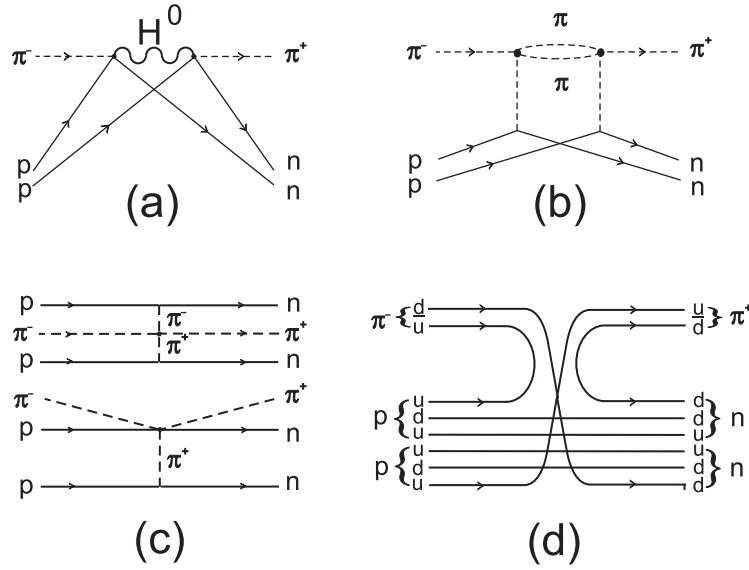 H⁰
π⁻ π⁺
p n
p n
(a)
π
π⁻ π⁺
π
p n
p n
(b)
p n
π⁻
π⁻ π⁺
π⁺
p n
π⁻ π⁺
p n
π⁺
p n
(c)
π⁻ { d u } π⁺
u̅ d̅
u d
p { d d } n
u u
u u
p { d d } n
u d
(d)